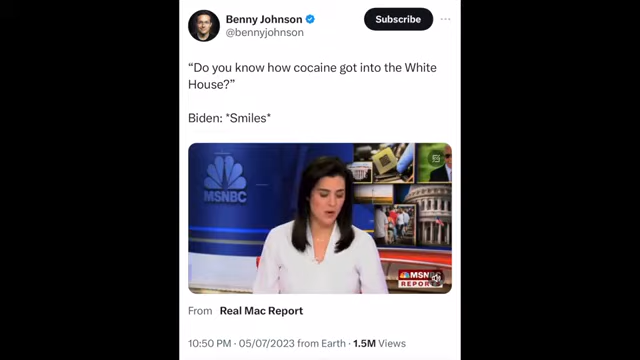 Benny Johnson
Subscribe
@bennyjohnson
“Do you know how cocaine got into the White
House?”
Biden: *Smiles*
MSNBC
MSNBC
REPORTS
From Real Mac Report
10:50 PM · 05/07/2023 from Earth · 1.5M Views